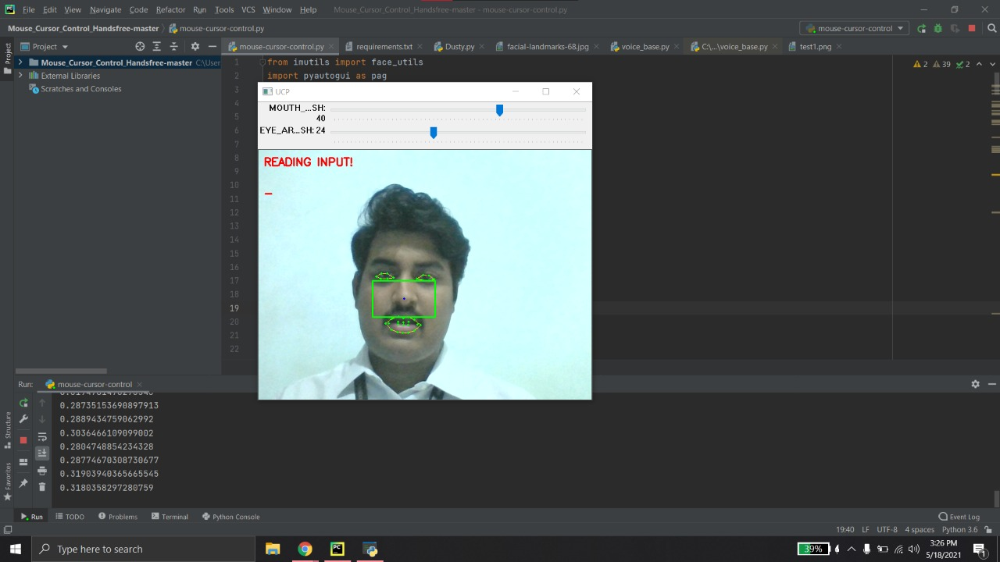 File Edit View Navigate Code Refactor Run Tools VCS Window Help Mouse_Cursor_Control_Handsfree-master - mouse-cursor-control.py
Mouse_Cursor_Control_Handsfree-master mouse-cursor-control.py mouse-cursor-control
Project Project mouse-cursor-control.py requirements.txt Dusty.py facial-landmarks-68.jpg voice_base.py C:\...\voice_base.py test1.png
Mouse_Cursor_Control_Handsfree-master C:\User
External Libraries
Scratches and Consoles
1 from imutils import face_utils
2 import pyautogui as pag
3
4
5
6
7
8
9
10
11
12
13
14
15
16
17
18
19
20
21
22
2 39 2
UCP
MOUTH_...SH:
40
EYE_AR...SH: 24
READING INPUT!
-
Run: mouse-cursor-control
0.28735153690897913
0.2889434759062992
0.3036466109099002
0.2804748854234328
0.28774670308730677
0.31903940365665545
0.3180358297280759
Structure
Favorites
Run TODO Problems Terminal Python Console Event Log
19:40 LF UTF-8 4 spaces Python 3.6
Type here to search
39%
3:26 PM
5/18/2021
1